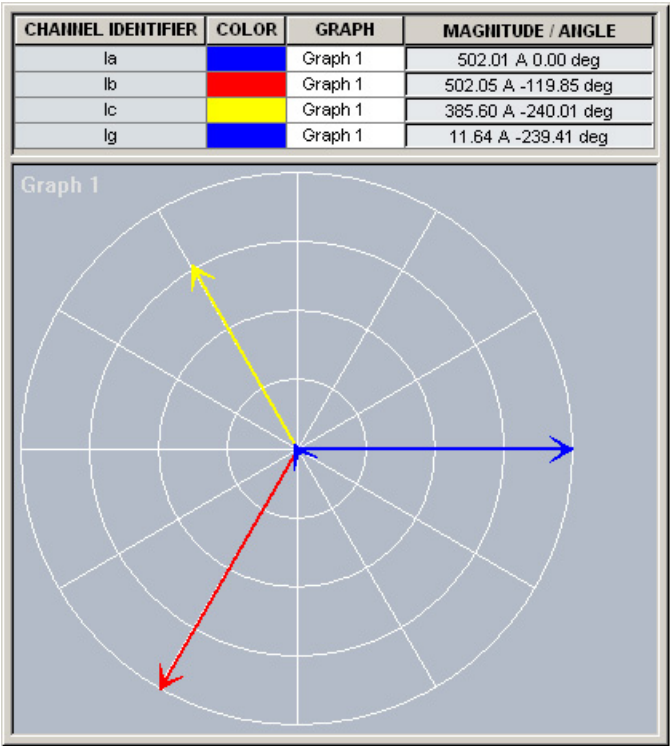 CHANNEL IDENTIFIER COLOR GRAPH MAGNITUDE / ANGLE
Ia Graph 1 502.01 A 0.00 deg
Ib Graph 1 502.05 A -119.85 deg
Ic Graph 1 385.60 A -240.01 deg
Ig Graph 1 11.64 A -239.41 deg
Graph 1